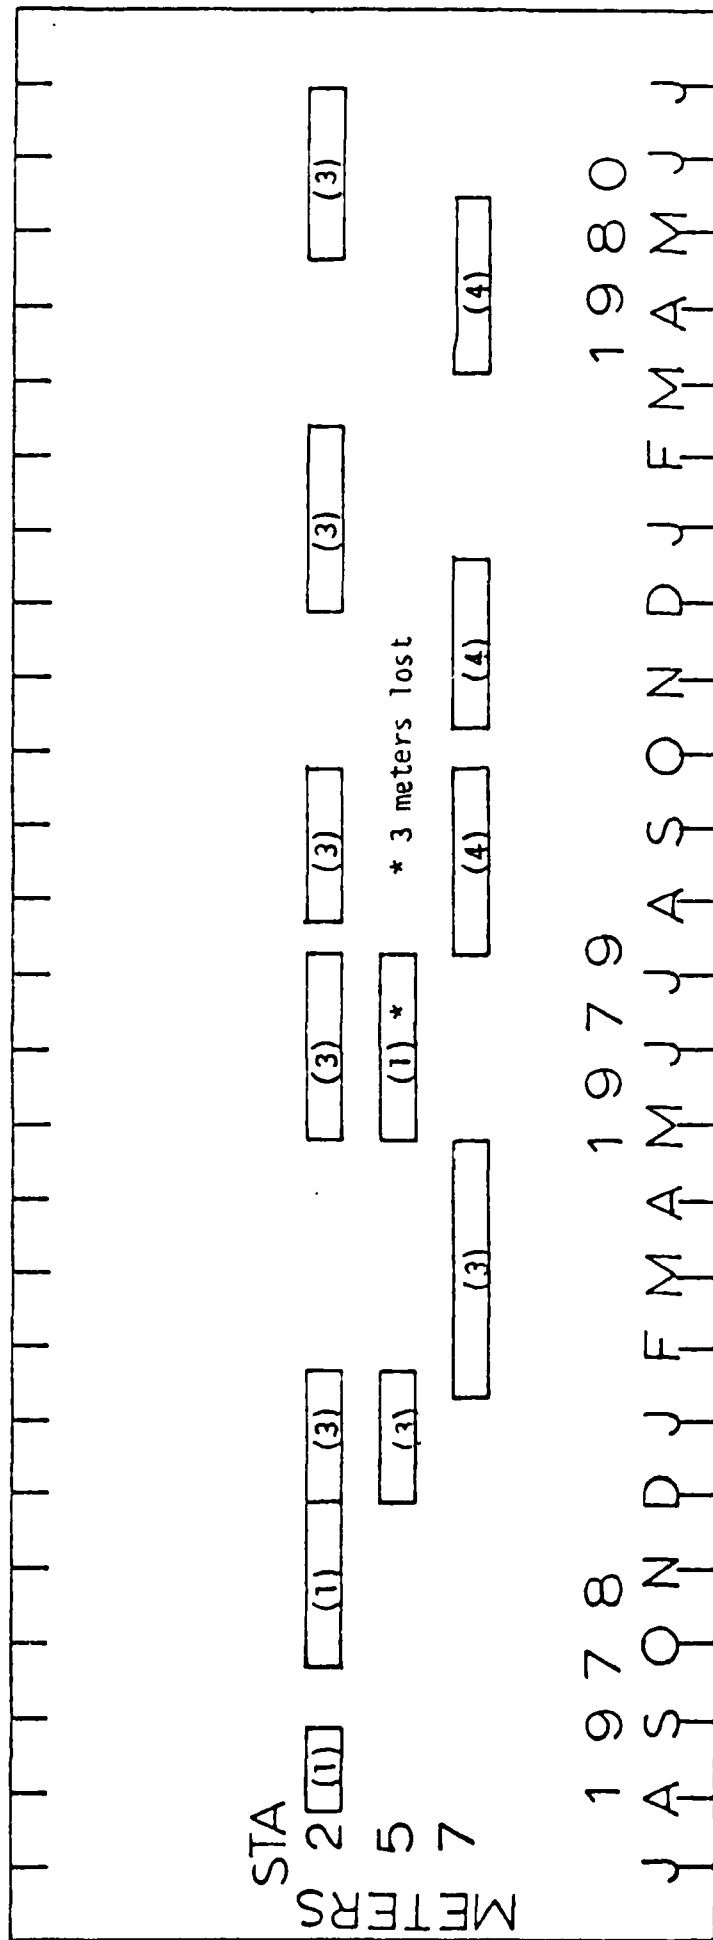 METERS
STA
2 (1) (1) (3) (3) (3) (3) (3)
5 (3) (1) * * 3 meters lost
7 (3) (4) (4) (4)
1978 1979 1980
J A S O N D J F M A M J J A S O N D J F M A M J J